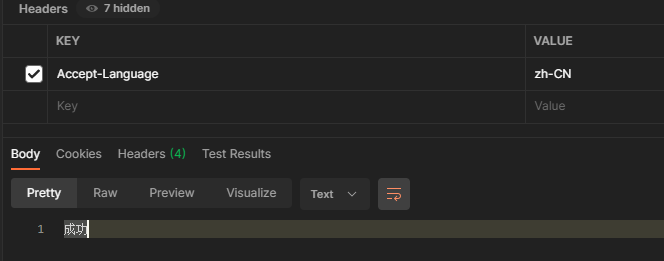 Headers 7 hidden
KEY VALUE
Accept-Language zh-CN
Key Value
Body Cookies Headers (4) Test Results
Pretty Raw Preview Visualize Text
1 成功